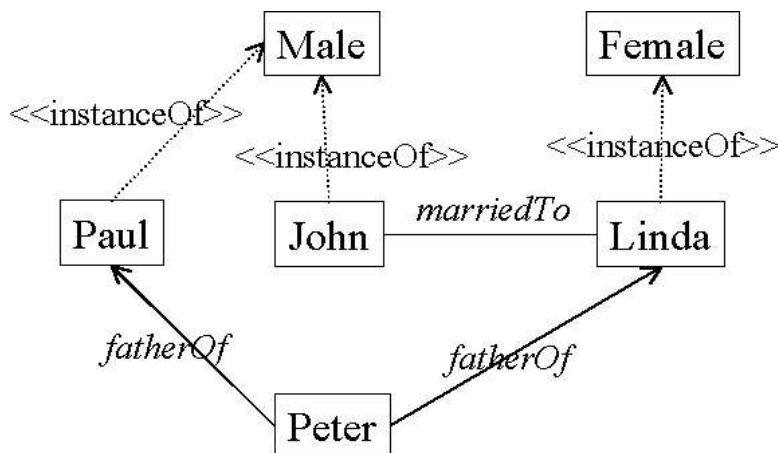 Male
Female
<<instanceOf>>
<<instanceOf>>
<<instanceOf>>
Paul
John
marriedTo
Linda
fatherOf
fatherOf
Peter